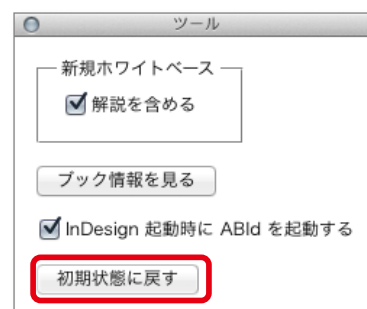 ツール
新規ホワイトベース
解説を含める
ブック情報を見る
InDesign 起動時に ABId を起動する
初期状態に戻す